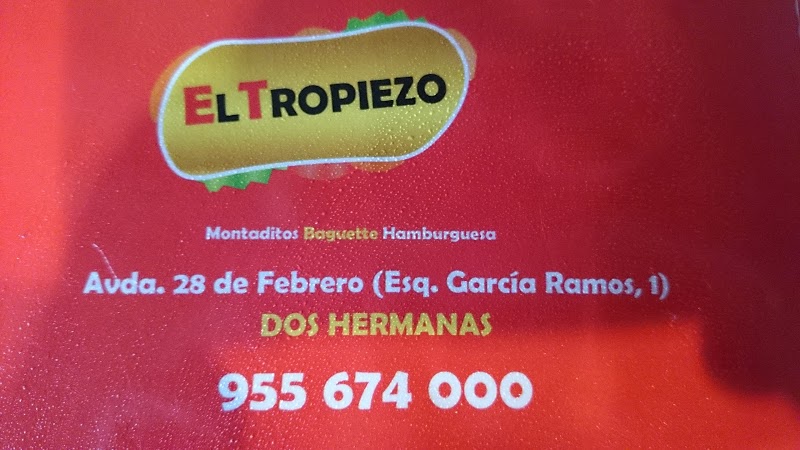 EL TROPIEZO
Montaditos Baguette Hamburguesa
Avda. 28 de Febrero (Esq. García Ramos, 1)
DOS HERMANAS
955 674 000